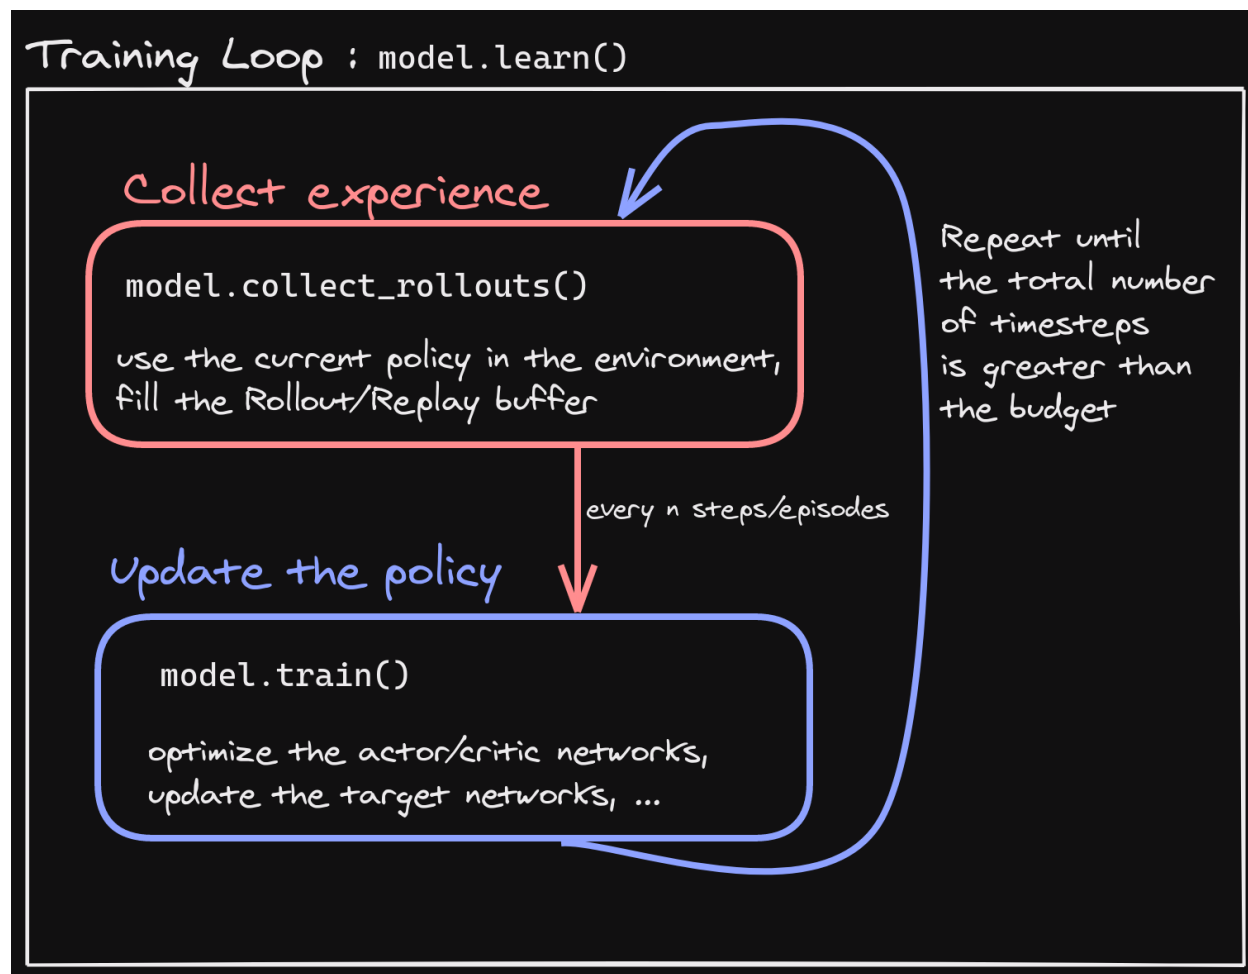 Training Loop : model.learn()
Collect experience
model.collect_rollouts()
use the current policy in the environment,
fill the Rollout/Replay buffer
Repeat until
the total number
of timesteps
is greater than
the budget
every n steps/episodes
Update the policy
model.train()
optimize the actor/critic networks,
update the target networks, ...